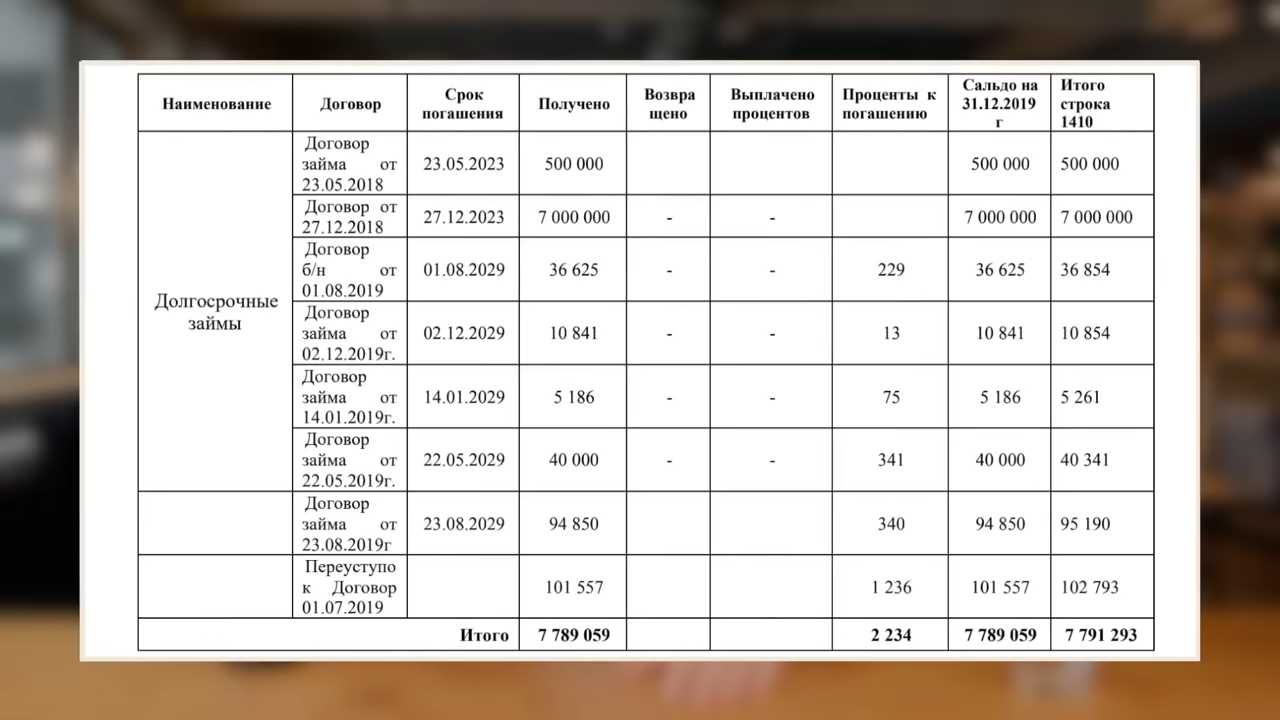 Наименование
Договор
Срок
погашения
Получено
Возвра
щено
Выплачено
процентов
Проценты к
погашению
Сальдо на
31.12.2019
г
Итого
строка
1410
Долгосрочные
займы
Договор
займа от
23.05.2018
23.05.2023
500 000
500 000
500 000
Договор от
27.12.2018
27.12.2023
7 000 000
-
-
7 000 000
7 000 000
Договор
б/н от
01.08.2019
01.08.2029
36 625
-
-
229
36 625
36 854
Договор
займа от
02.12.2019г.
02.12.2029
10 841
-
-
13
10 841
10 854
Договор
займа от
14.01.2019г.
14.01.2029
5 186
-
-
75
5 186
5 261
Договор
займа от
22.05.2019г.
22.05.2029
40 000
-
-
341
40 000
40 341
Договор
займа от
23.08.2019г
23.08.2029
94 850
340
94 850
95 190
Переуступо
к Договор
01.07.2019
101 557
1 236
101 557
102 793
Итого
7 789 059
2 234
7 789 059
7 791 293